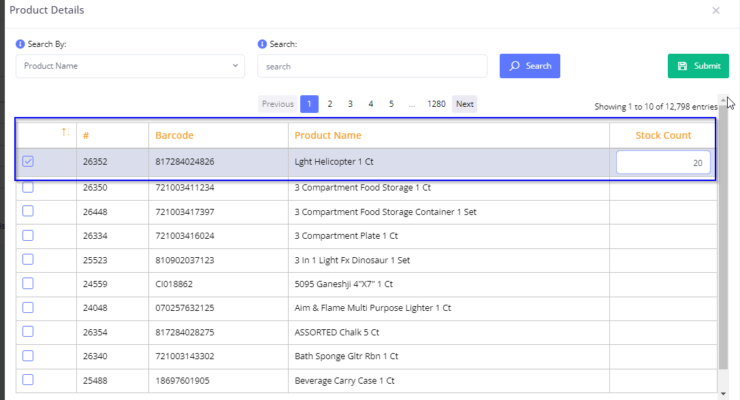 Product Details
Search By: Search:
Product Name search Search Submit
Previous 1 2 3 4 5 ... 1280 Next Showing 1 to 10 of 12,798 entries
# Barcode Product Name Stock Count
26352 817284024826 Lght Helicopter 1 Ct 20
26350 721003411234 3 Compartment Food Storage 1 Ct
26448 721003417397 3 Compartment Food Storage Container 1 Set
26334 721003416024 3 Compartment Plate 1 Ct
25523 810902037123 3 In 1 Light Fx Dinosaur 1 Set
24559 CI018862 5095 Ganeshji 4"X7" 1 Ct
24048 070257632125 Aim & Flame Multi Purpose Lighter 1 Ct
26354 817284028275 ASSORTED Chalk 5 Ct
26340 721003143302 Bath Sponge Gltr Rbn 1 Ct
25488 18697601905 Beverage Carry Case 1 Ct